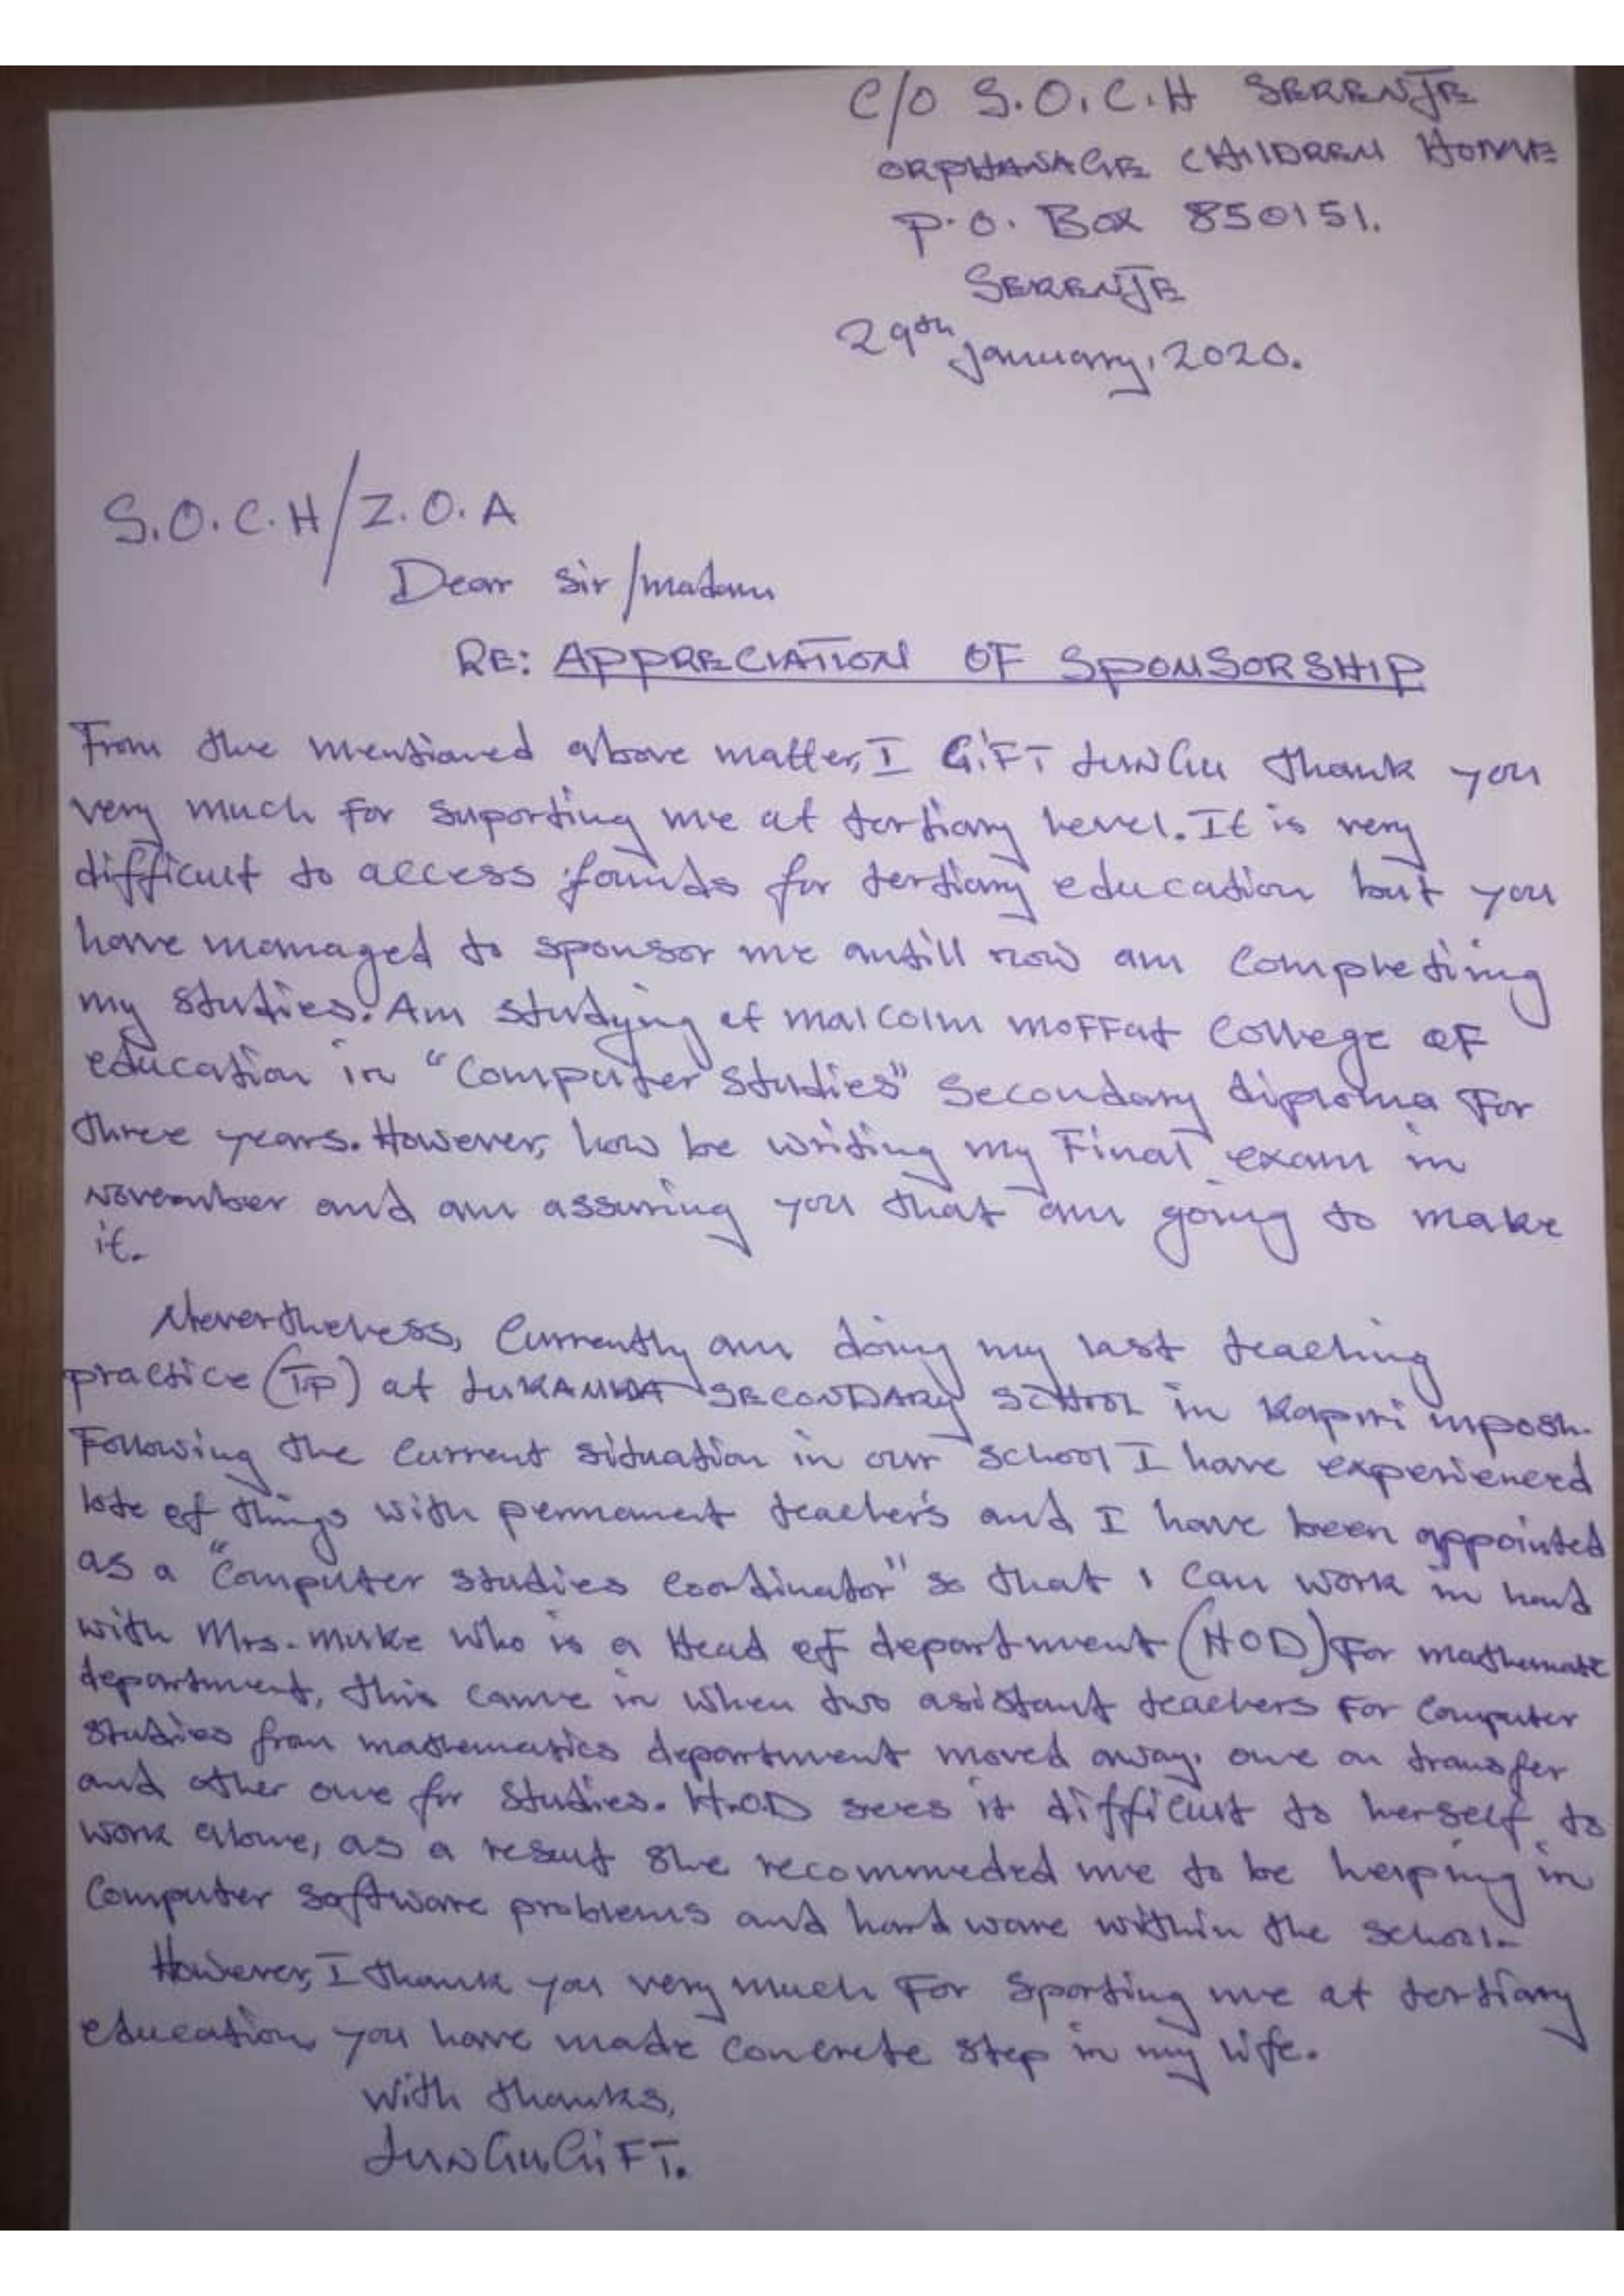 C/O S.O.C.H SERENJE
ORPHANAGE CHILDREN HOME
P.O. Box 850151.
SERENJE
29th January, 2020.
S.O.C.H/Z.O.A
Dear Sir/madam
RE: APPRECIATION OF SPONSORSHIP
From the mentioned above matter, I GiFT LUNGU thank you
very much for suporting me at tertiary level. It is very
difficult to access founds for tertiary education but you
have managed to sponsor me antill now am completing
my studies. Am studying at malcolm moffat College of
education in "Computer Studies" Secondary diploma For
three years. However, how be writing my Final exam in
November and am assuring you that am going to make
it.
Nevertheless, Currently am doing my last teaching
practice (TP) at LUKANDA SECONDARY SCHOOL in Kapiri mposh.
Following the current situation in our school I have experienced
lots of things with permanent teachers and I have been appointed
as a "Computer studies coordinator" so that I can work in hand
with Mrs. muke who is a Head of department (HOD) For mathematic
department, this came in when two asistant teachers For Computer
studies from mathematics department moved away. one on transfer
and other one for studies. H.O.D sees it difficult to herself to
work alone, as a result she recommeded me to be helping in
Computer software problems and hard ware within the school.
However, I thank you very much For Sporting me at tertiary
education, you have made concrete step in my life.
With thanks,
LUNGU GiFT.